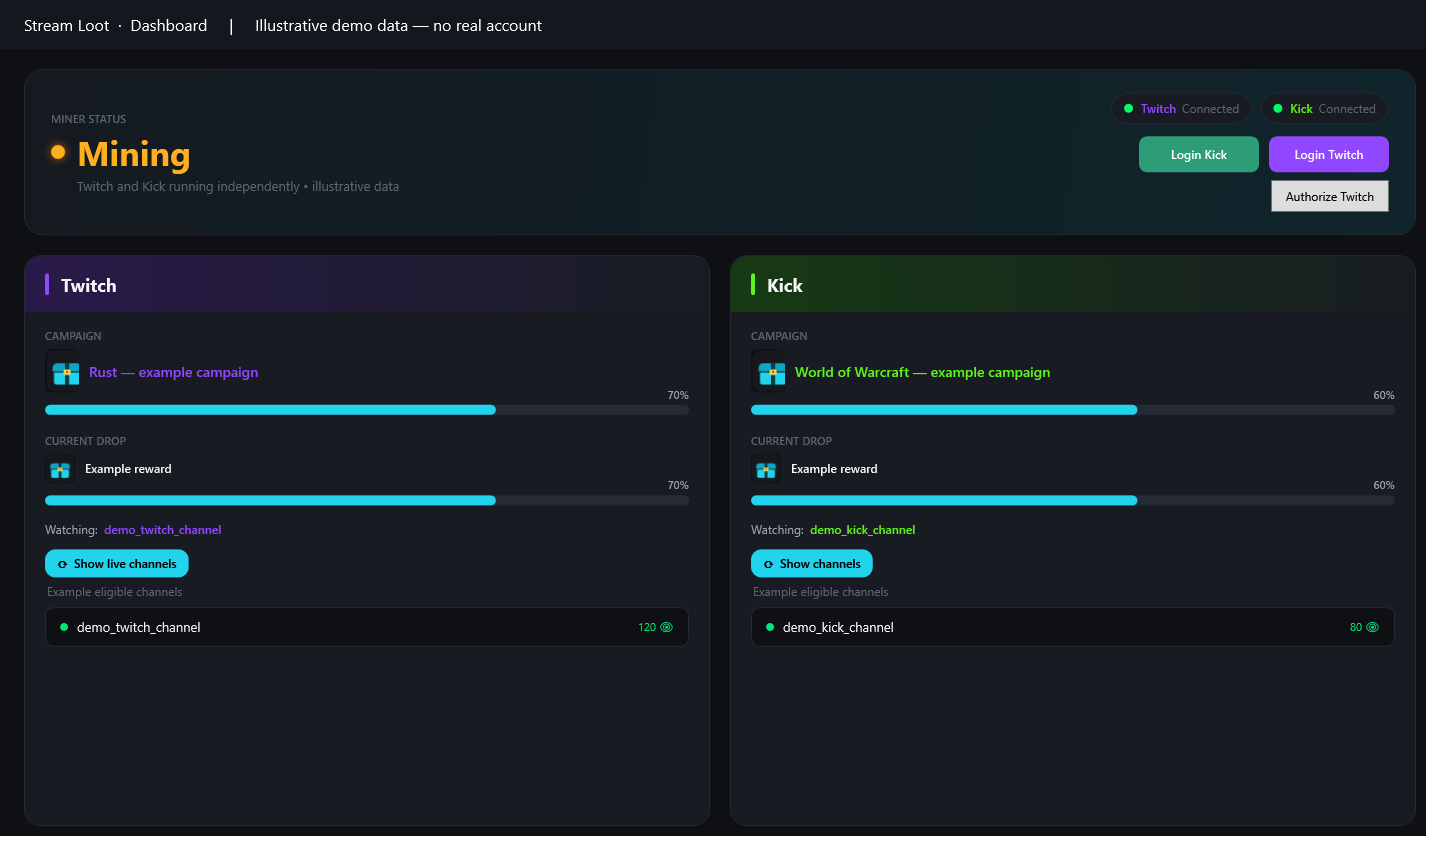 Stream Loot · Dashboard | Illustrative demo data — no real account
MINER STATUS
Mining
Twitch and Kick running independently • illustrative data
Twitch Connected
Kick Connected
Login Kick
Login Twitch
Authorize Twitch
Twitch
CAMPAIGN
Rust — example campaign
70%
CURRENT DROP
Example reward
70%
Watching: demo_twitch_channel
Show live channels
Example eligible channels
demo_twitch_channel
120
Kick
CAMPAIGN
World of Warcraft — example campaign
60%
CURRENT DROP
Example reward
60%
Watching: demo_kick_channel
Show channels
Example eligible channels
demo_kick_channel
80